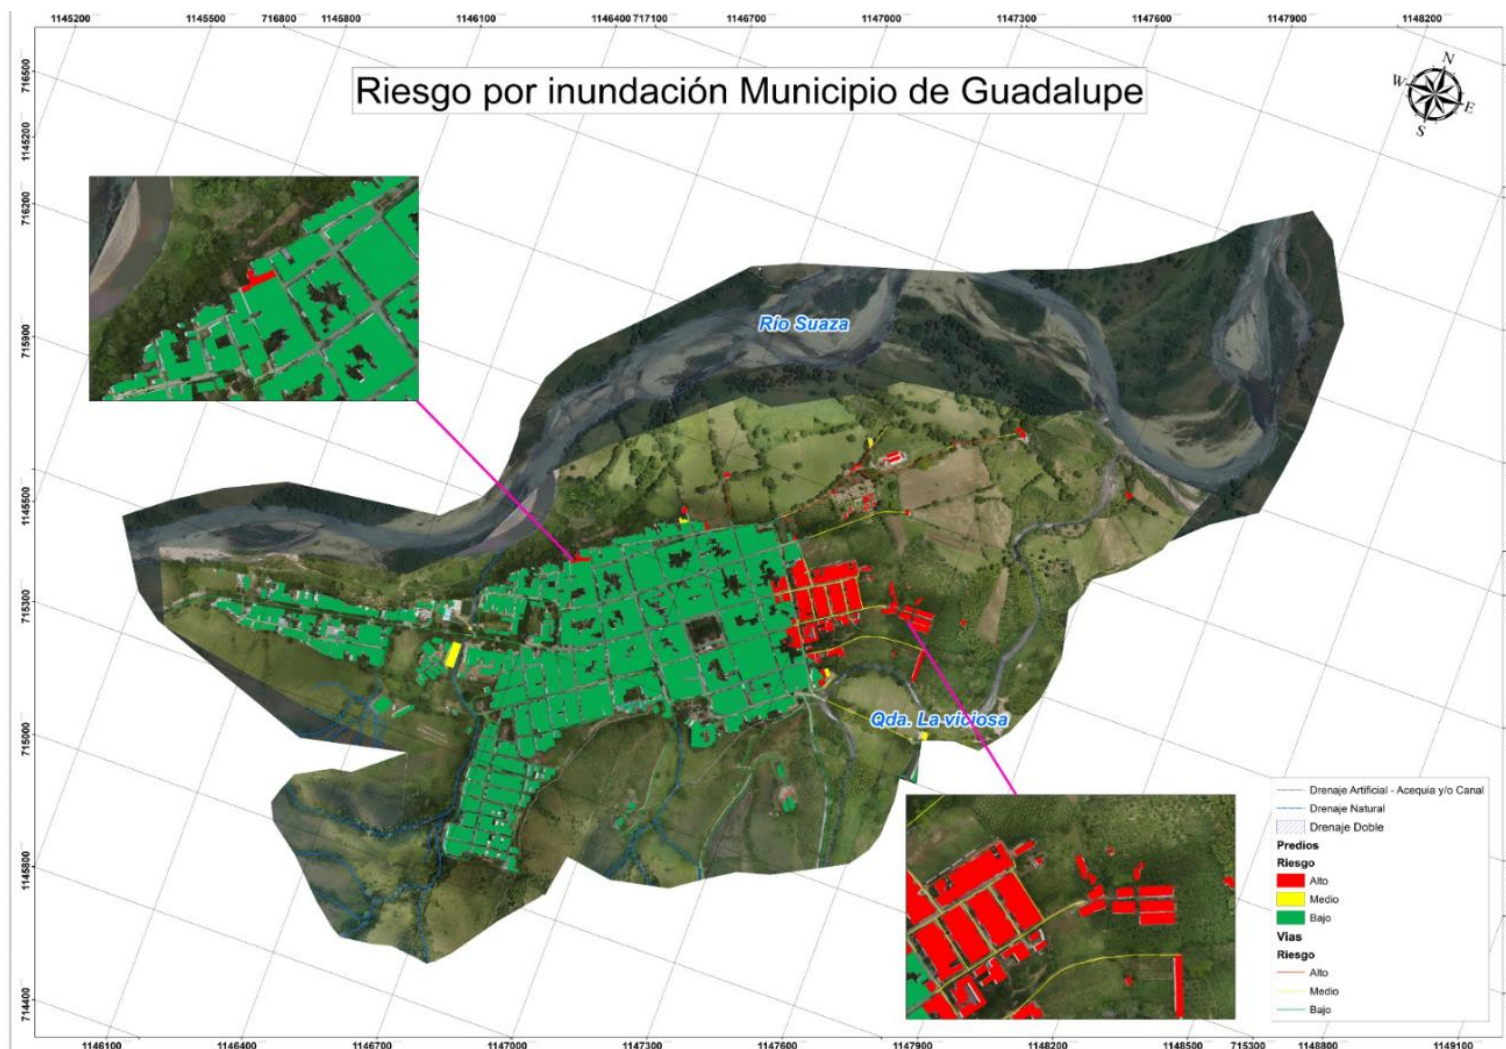 1145200 1145500 716800 1145800 1146100 1146400 717100 1146700 1147000 1147300 1147600 1147900 1148200
Riesgo por inundación Municipio de Guadalupe
N
W
E
S
716500
1145200
716200
715900
1145500
715300
715000
1145800
714400
Río Suaza
Qda. La viciosa
Drenaje Artificial - Acequia y/o Canal
Drenaje Natural
Drenaje Doble
Predios
Riesgo
Alto
Medio
Bajo
Vias
Riesgo
Alto
Medio
Bajo
1146100 1146400 1146700 1147000 1147300 1147600 1147900 1148200 1148500 715300 1148800 1149100